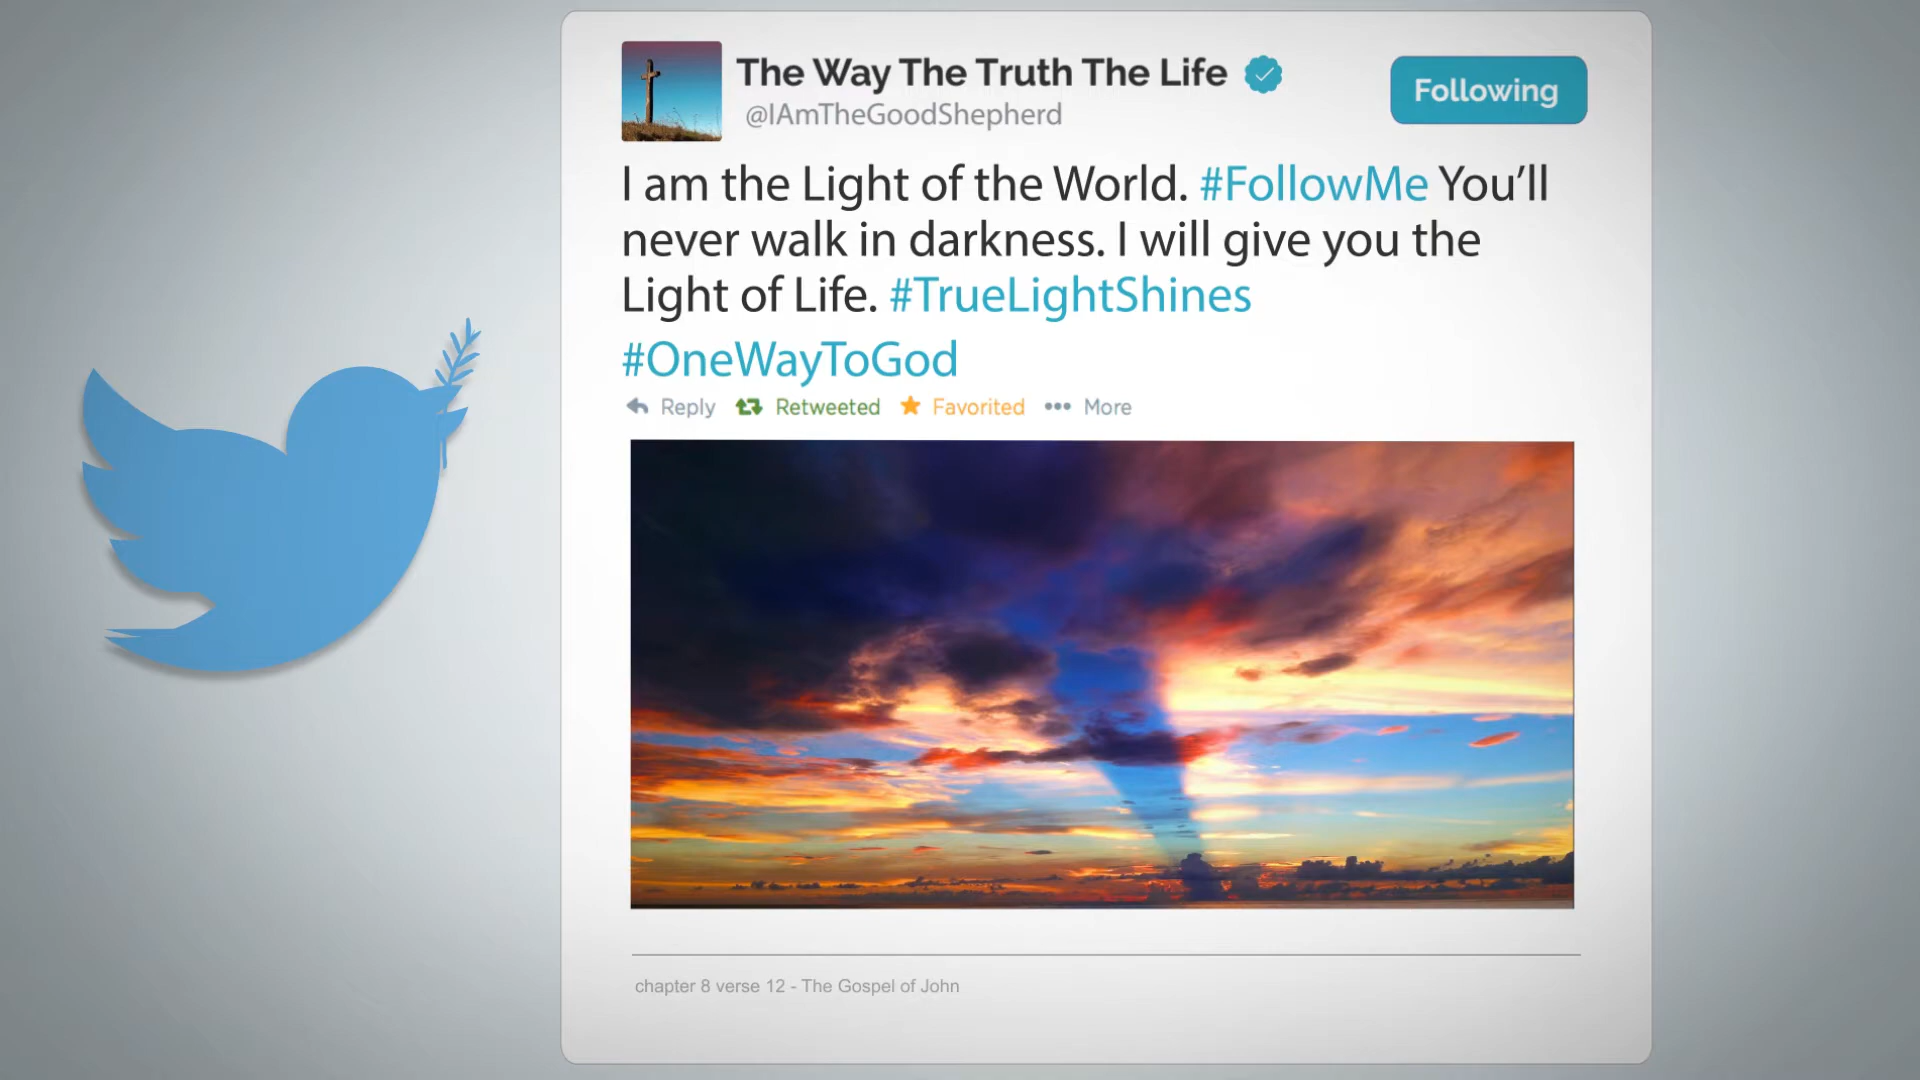 The Way The Truth The Life
@IAmTheGoodShepherd
Following
I am the Light of the World. #FollowMe You’ll
never walk in darkness. I will give you the
Light of Life. #TrueLightShines
#OneWayToGod
Reply Retweeted Favorited ••• More
chapter 8 verse 12 - The Gospel of John